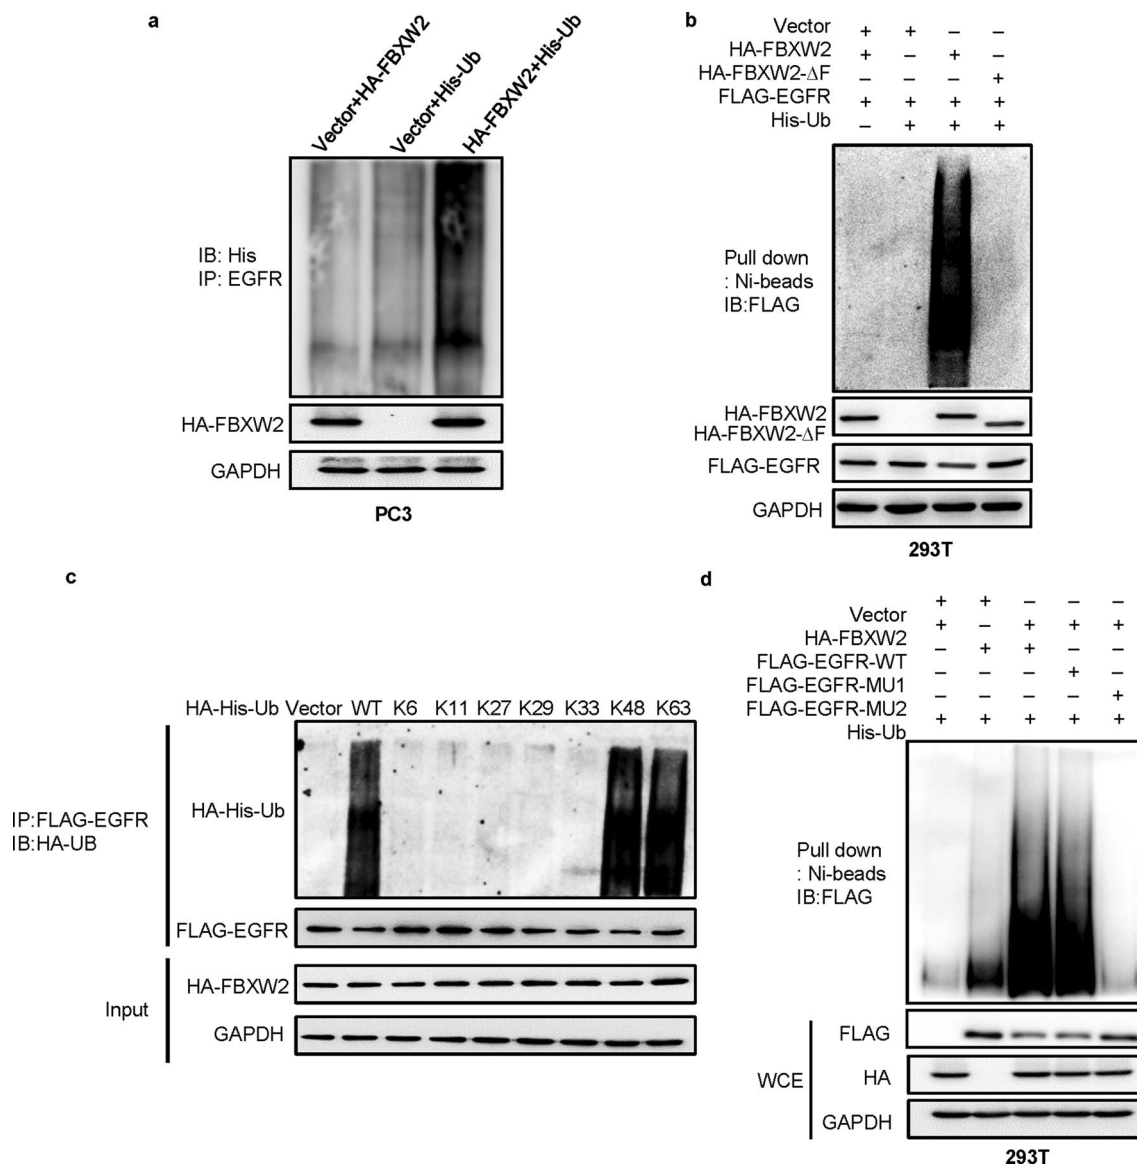 a
Vector+HA-FBXW2
Vector+His-Ub
HA-FBXW2+His-Ub
IB: His
IP: EGFR
HA-FBXW2
GAPDH
PC3
b
Vector + + – –
HA-FBXW2 + – + –
HA-FBXW2-ΔF – – – +
FLAG-EGFR + + + +
His-Ub – + + +
Pull down
: Ni-beads
IB:FLAG
HA-FBXW2
HA-FBXW2-ΔF
FLAG-EGFR
GAPDH
293T
c
HA-His-Ub Vector WT K6 K11 K27 K29 K33 K48 K63
IP:FLAG-EGFR
IB:HA-UB
HA-His-Ub
FLAG-EGFR
Input
HA-FBXW2
GAPDH
d
Vector + + – – –
HA-FBXW2 + – + + +
FLAG-EGFR-WT – + + – –
FLAG-EGFR-MU1 – – – + –
FLAG-EGFR-MU2 – – – – +
His-Ub + + + + +
Pull down
: Ni-beads
IB:FLAG
WCE
FLAG
HA
GAPDH
293T